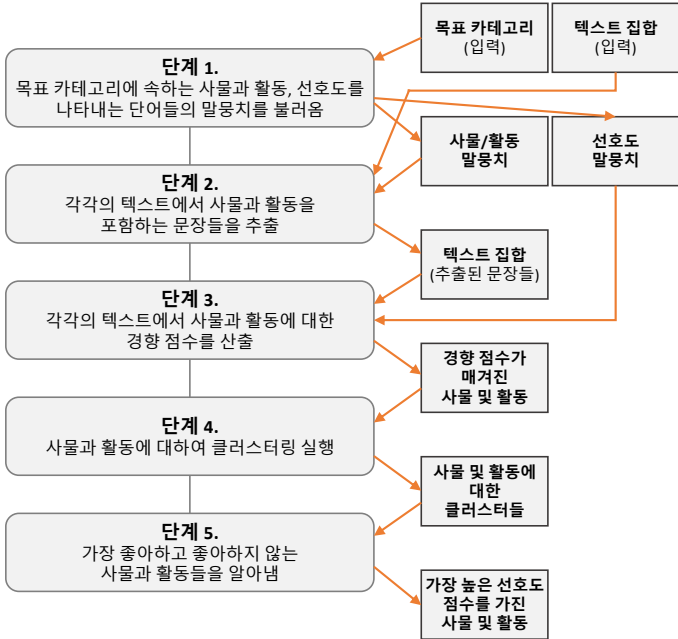 목표 카테고리
(입력)
텍스트 집합
(입력)
단계 1.
목표 카테고리에 속하는 사물과 활동, 선호도를
나타내는 단어들의 말뭉치를 불러옴
사물/활동
말뭉치
선호도
말뭉치
단계 2.
각각의 텍스트에서 사물과 활동을
포함하는 문장들을 추출
텍스트 집합
(추출된 문장들)
단계 3.
각각의 텍스트에서 사물과 활동에 대한
경향 점수를 산출
경향 점수가
매겨진
사물 및 활동
단계 4.
사물과 활동에 대하여 클러스터링 실행
사물 및 활동에
대한
클러스터들
단계 5.
가장 좋아하고 좋아하지 않는
사물과 활동들을 알아냄
가장 높은 선호도
점수를 가진
사물 및 활동